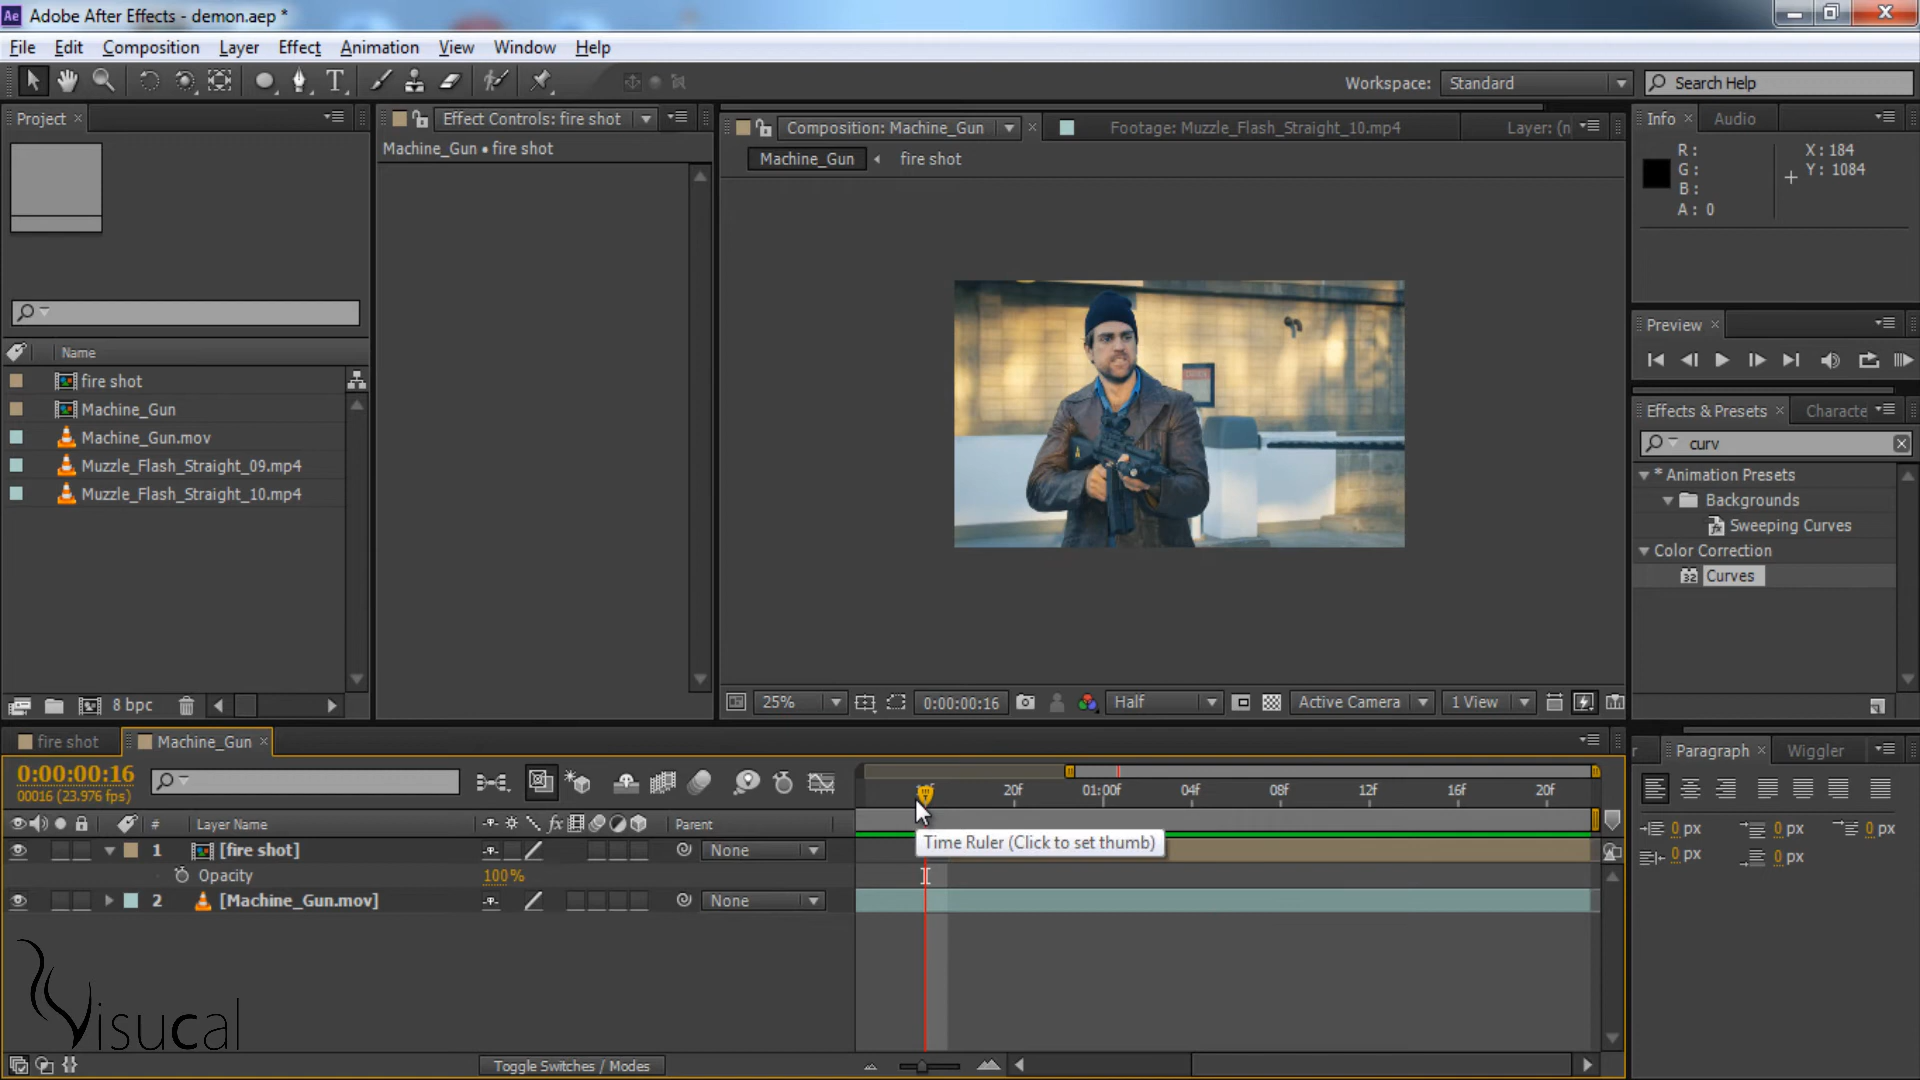 Ae Adobe After Effects - demon.aep *
File Edit Composition Layer Effect Animation View Window Help
Workspace: Standard Search Help
Project ×
Effect Controls: fire shot
Machine_Gun • fire shot
Composition: Machine_Gun × Footage: Muzzle_Flash_Straight_10.mp4 Layer: (n
Machine_Gun fire shot
Info × Audio
R:
G:
B:
A: 0
X: 184
Y: 1084
Name
fire shot
Machine_Gun
Machine_Gun.mov
Muzzle_Flash_Straight_09.mp4
Muzzle_Flash_Straight_10.mp4
Preview ×
Effects & Presets × Characte
curv
* Animation Presets
Backgrounds
Sweeping Curves
Color Correction
32 Curves
8 bpc
25% 0:00:00:16 Half Active Camera 1 View
fire shot Machine_Gun ×
r Paragraph × Wiggler
0:00:00:16
00016 (23.976 fps)
20f 01:00f 04f 08f 12f 16f 20f
# Layer Name fx Parent
1 [fire shot] None
Time Ruler (Click to set thumb)
Opacity 100%
2 [Machine_Gun.mov] None
0 px 0 px 0 px
0 px 0 px
Visucal
Toggle Switches / Modes